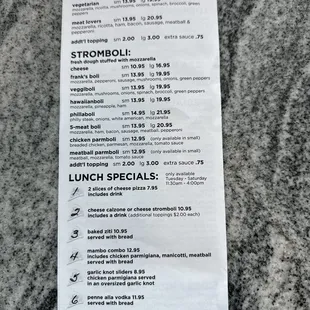 vegetarian sm 13.95 lg 19.95
mozzarella, ricotta, mushrooms, onions, spinach, broccoli, green
peppers
meat lovers sm 13.95 lg 20.95
mozzarella, ricotta, ham, bacon, sausage, meatball &
pepperoni.
addt'l topping sm 2.00 lg 3.00 extra sauce .75
STROMBOLI:
fresh dough stuffed with mozzarella
cheese sm 10.95 lg 16.95
frank's boli sm 13.95 lg 19.95
mozzarella, pepperoni, sausage, mushrooms, onions, green peppers
veggiboli sm 13.95 lg 19.95
mozzarella, mushrooms, onions, spinach, broccoli, green peppers
hawaiianboli sm 13.95 lg 19.95
mozzarella, pineapple, ham
phillaboli sm 14.95 lg 21.95
philly steak, onions, white american, mozzarella
5-meat boli sm 13.95 lg 20.95
mozzarella, ham, bacon, sausage, meatball, pepperoni
chicken parmboli sm 12.95 (only available in small)
breaded chicken, parmesan, mozzarella, tomato sauce
meatball parmboli sm 12.95 (only available in small)
meatball, mozzarella, tomato sauce
addt'l topping sm 2.00 lg 3.00 extra sauce .75
LUNCH SPECIALS: only available
Tuesday - Saturday
11:30am - 4:00pm
1 2 slices of cheese pizza 7.95
includes drink
2 cheese calzone or cheese stromboli 10.95
includes a drink (additional toppings $2.00 each)
3 baked ziti 10.95
served with bread
4 mambo combo 12.95
includes chicken parmigiana, manicotti, meatball
served with bread
5 garlic knot sliders 8.95
chicken parmigiana served
in an oversized garlic knot
6 penne alla vodka 11.95
served with bread